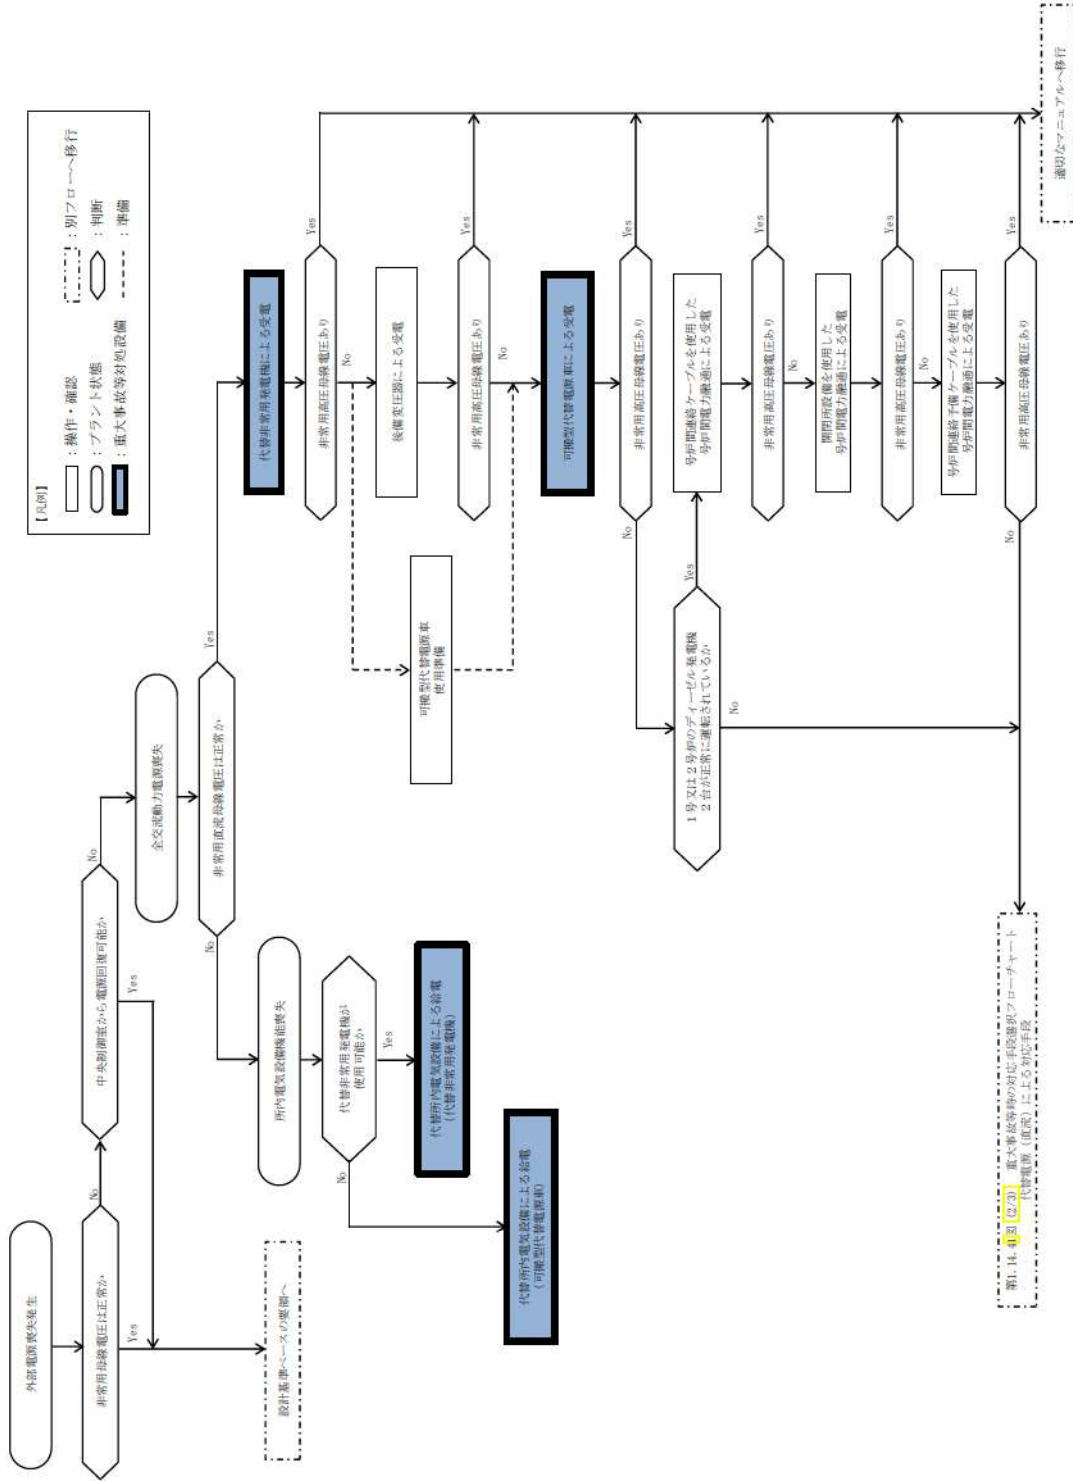 外部電源喪失発生
非常用母線電圧は正常か
No
Yes
中央制御室から電源回復可能か
No
Yes
設計基準ベースの要領へ
全交流動力電源喪失
非常用直流母線電圧は正常か
Yes
No
所内電気設備機能喪失
代替非常用発電機が
使用可能か
Yes
No
代替所内電気設備による給電
(代替非常用発電機)
代替所内電気設備による給電
(可搬型代替電源車)
代替非常用発電機による受電
非常用高圧母線電圧あり
Yes
No
後備変圧器による受電
非常用高圧母線電圧あり
Yes
No
可搬型代替電源車
使用準備
可搬型代替電源車による受電
非常用高圧母線電圧あり
Yes
No
1号又は2号炉のディーゼル発電機
2台が正常に運転されているか
Yes
No
号炉間連絡ケーブルを使用した
号炉間電力融通による受電
非常用高圧母線電圧あり
Yes
No
開閉所設備を使用した
号炉間電力融通による受電
非常用高圧母線電圧あり
Yes
No
号炉間連絡予備ケーブルを使用した
号炉間電力融通による受電
非常用高圧母線電圧あり
Yes
No
第1.14.41図 (2/3) 重大事故等時の対応手段選択フローチャート
代替電源(直流)による対応手段
適切なマニュアルへ移行
【凡例】
：操作・確認
：別フローへ移行
：プラント状態
：判断
：重大事故等対処設備
：準備